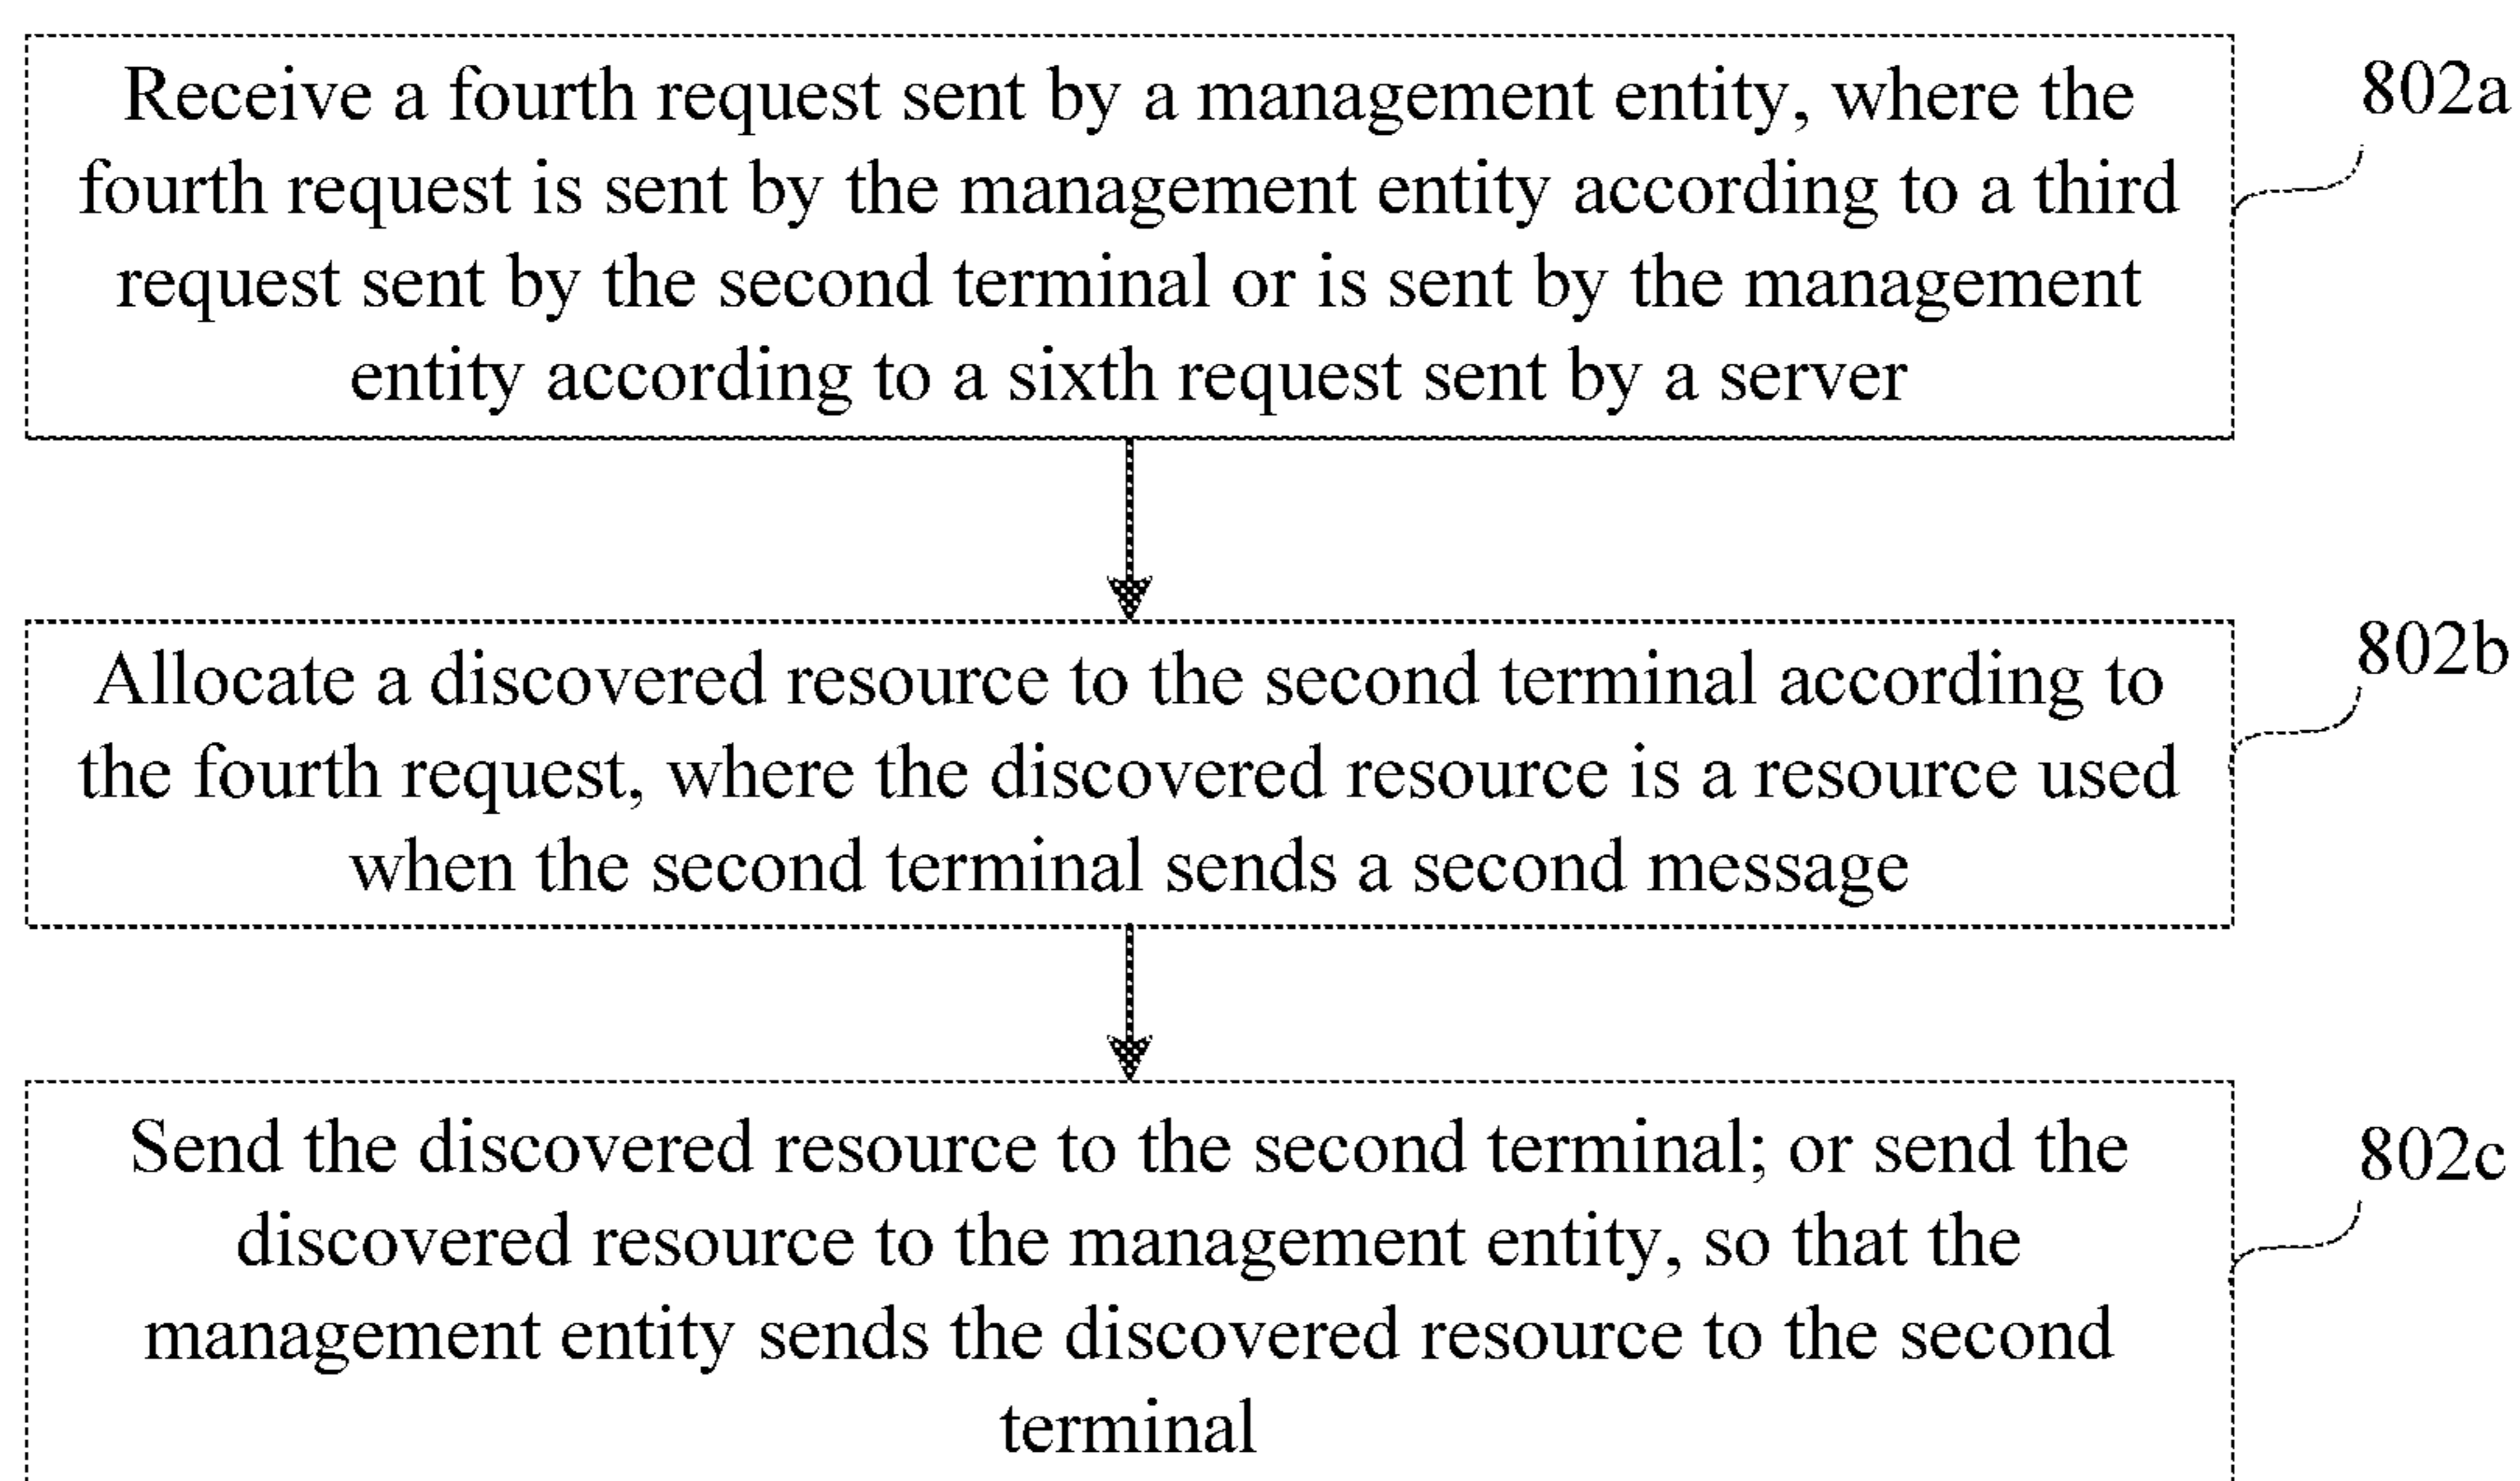 Receive a fourth request sent by a management entity, where the
fourth request is sent by the management entity according to a third
request sent by the second terminal or is sent by the management
entity according to a sixth request sent by a server
802a
Allocate a discovered resource to the second terminal according to
the fourth request, where the discovered resource is a resource used
when the second terminal sends a second message
802b
Send the discovered resource to the second terminal; or send the
discovered resource to the management entity, so that the
management entity sends the discovered resource to the second
terminal
802c